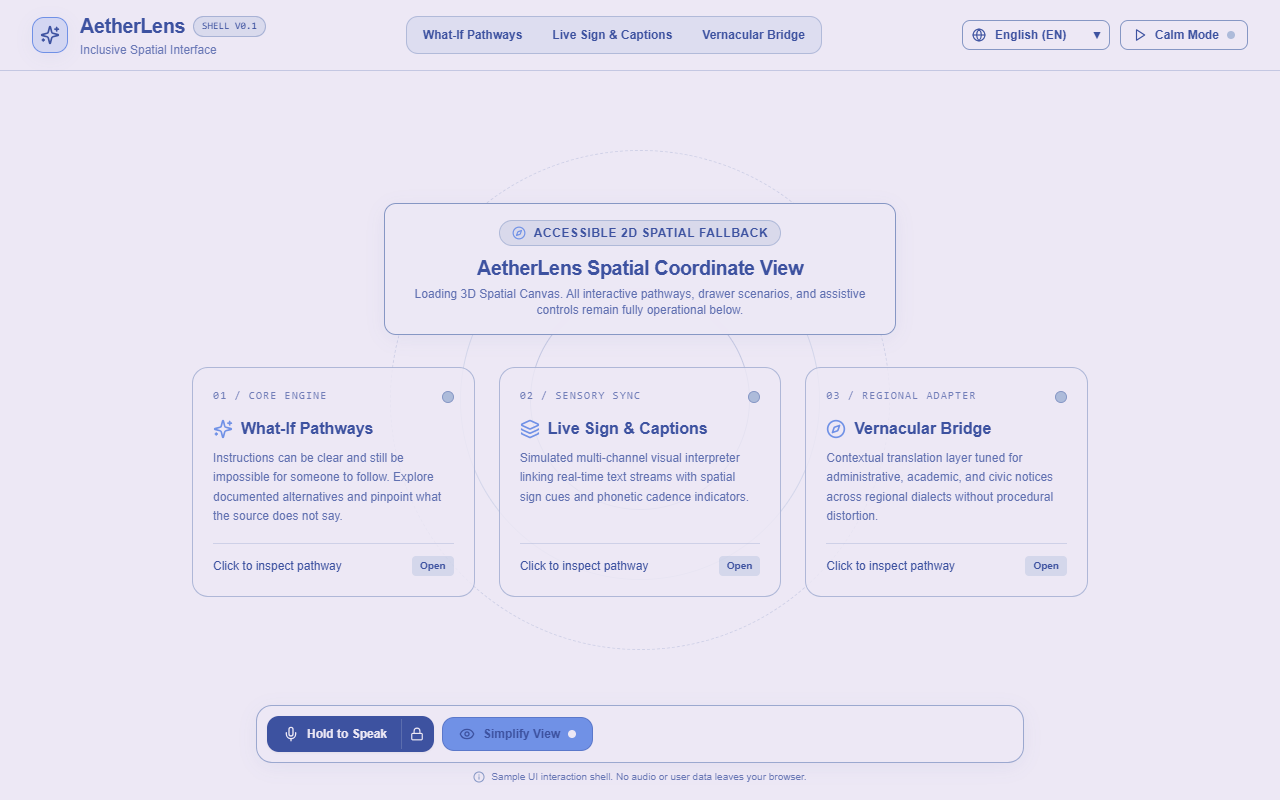 AetherLens
SHELL V0.1
Inclusive Spatial Interface
What-If Pathways
Live Sign & Captions
Vernacular Bridge
English (EN)
Calm Mode
ACCESSIBLE 2D SPATIAL FALLBACK
AetherLens Spatial Coordinate View
Loading 3D Spatial Canvas. All interactive pathways, drawer scenarios, and assistive
controls remain fully operational below.
01 / CORE ENGINE
What-If Pathways
Instructions can be clear and still be
impossible for someone to follow. Explore
documented alternatives and pinpoint what
the source does not say.
Click to inspect pathway
Open
02 / SENSORY SYNC
Live Sign & Captions
Simulated multi-channel visual interpreter
linking real-time text streams with spatial
sign cues and phonetic cadence indicators.
Click to inspect pathway
Open
03 / REGIONAL ADAPTER
Vernacular Bridge
Contextual translation layer tuned for
administrative, academic, and civic notices
across regional dialects without procedural
distortion.
Click to inspect pathway
Open
Hold to Speak
Simplify View
Sample UI interaction shell. No audio or user data leaves your browser.